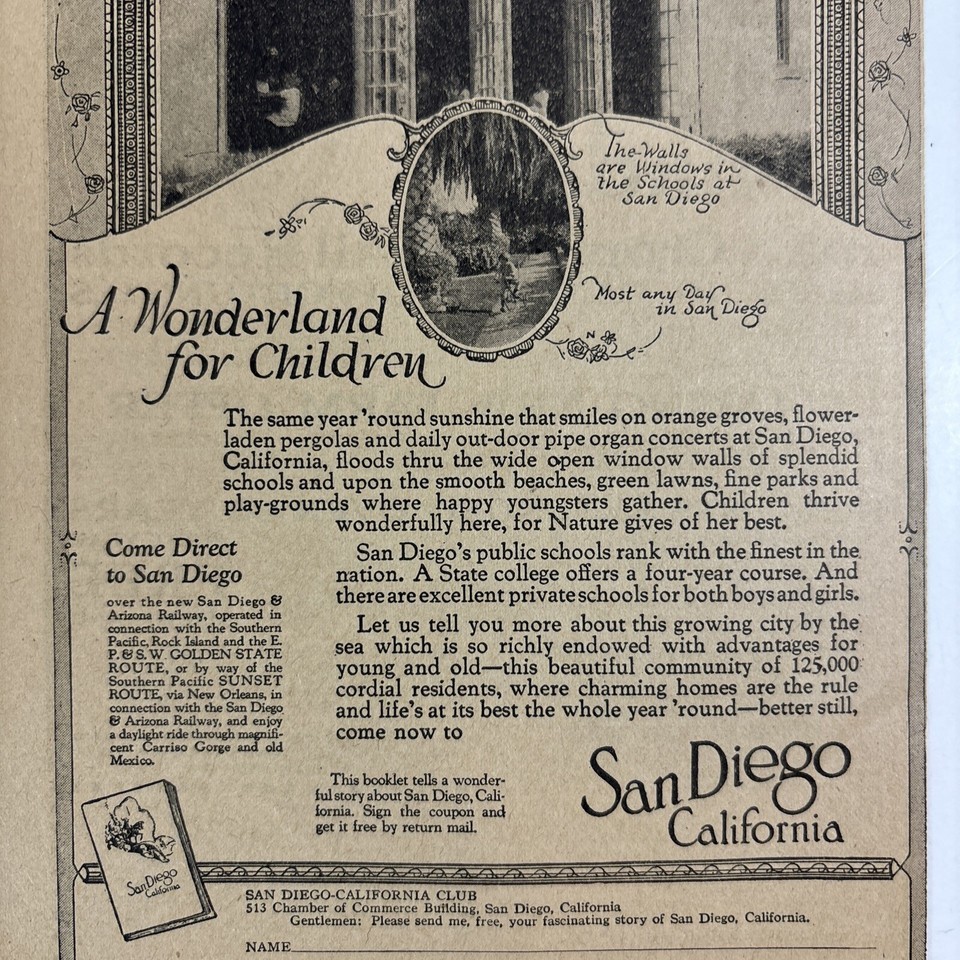 The Walls
are Windows in
the Schools at
San Diego
Most any Day
in San Diego
A Wonderland
for Children
The same year 'round sunshine that smiles on orange groves, flower-
laden pergolas and daily out-door pipe organ concerts at San Diego,
California, floods thru the wide open window walls of splendid
schools and upon the smooth beaches, green lawns, fine parks and
play-grounds where happy youngsters gather. Children thrive
wonderfully here, for Nature gives of her best.
San Diego's public schools rank with the finest in the
nation. A State college offers a four-year course. And
there are excellent private schools for both boys and girls.
Let us tell you more about this growing city by the
sea which is so richly endowed with advantages for
young and old—this beautiful community of 125,000
cordial residents, where charming homes are the rule
and life's at its best the whole year 'round—better still,
come now to
San Diego
California
Come Direct
to San Diego
over the new San Diego &
Arizona Railway, operated in
connection with the Southern
Pacific, Rock Island and the E.
P. & S. W. GOLDEN STATE
ROUTE, or by way of the
Southern Pacific SUNSET
ROUTE, via New Orleans, in
connection with the San Diego
& Arizona Railway, and enjoy
a daylight ride through magnifi-
cent Carriso Gorge and old
Mexico.
This booklet tells a wonder-
ful story about San Diego, Cali-
fornia. Sign the coupon and
get it free by return mail.
San Diego
California
SAN DIEGO-CALIFORNIA CLUB
513 Chamber of Commerce Building, San Diego, California
Gentlemen: Please send me, free, your fascinating story of San Diego, California.
NAME